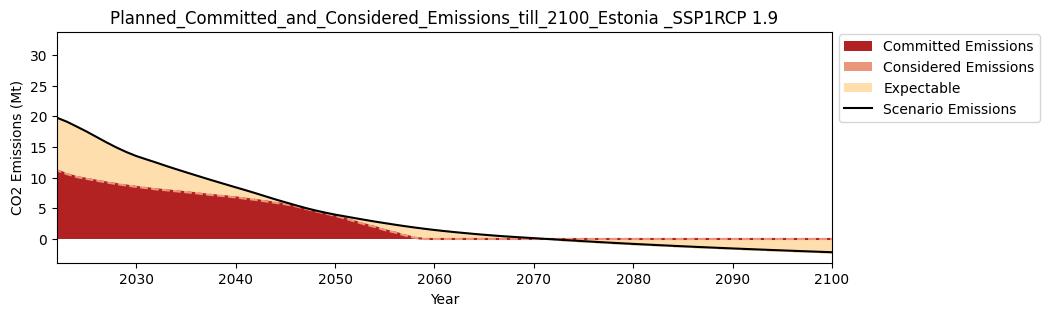 Planned_Committed_and_Considered_Emissions_till_2100_Estonia _SSP1RCP 1.9
Committed Emissions
Considered Emissions
Expectable
Scenario Emissions
CO2 Emissions (Mt)
30
25
20
15
10
5
0
2030 2040 2050 2060 2070 2080 2090 2100
Year